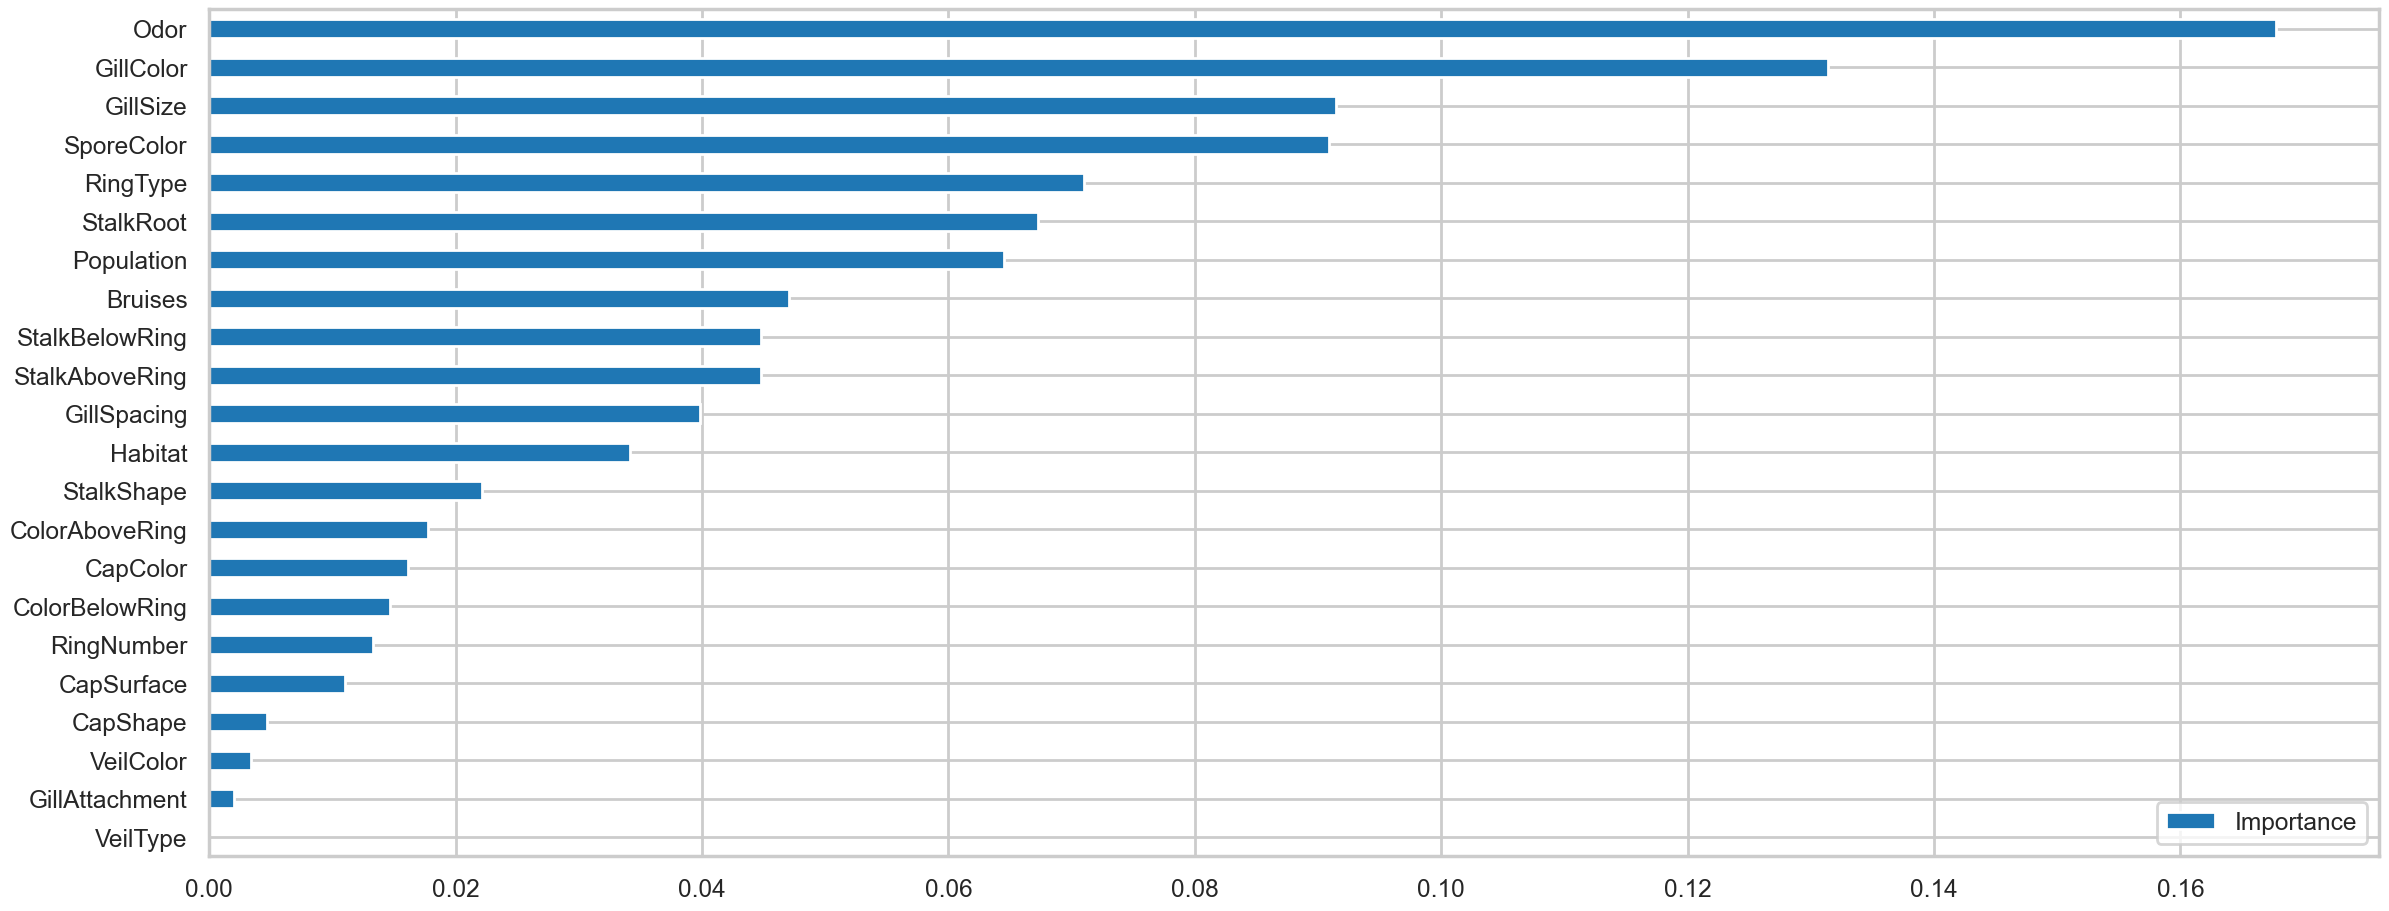 Odor
GillColor
GillSize
SporeColor
RingType
StalkRoot
Population
Bruises
StalkBelowRing
StalkAboveRing
GillSpacing
Habitat
StalkShape
ColorAboveRing
CapColor
ColorBelowRing
RingNumber
CapSurface
CapShape
VeilColor
GillAttachment
VeilType
Importance
0.00 0.02 0.04 0.06 0.08 0.10 0.12 0.14 0.16